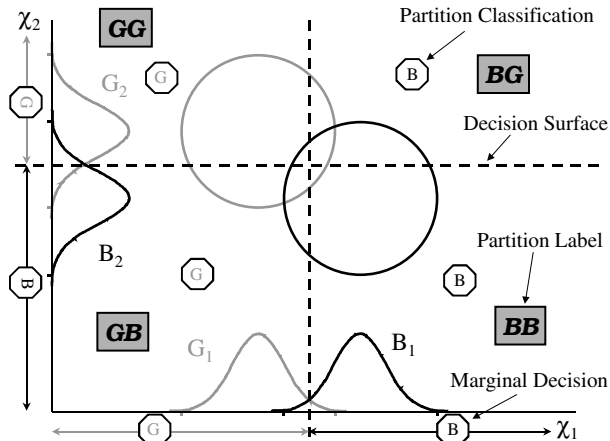 χ2
GG
Partition Classification
G
B
BG
G2
G
Decision Surface
B2
B
G
B
Partition Label
GB
G1
B1
BB
Marginal Decision
G
B
χ1